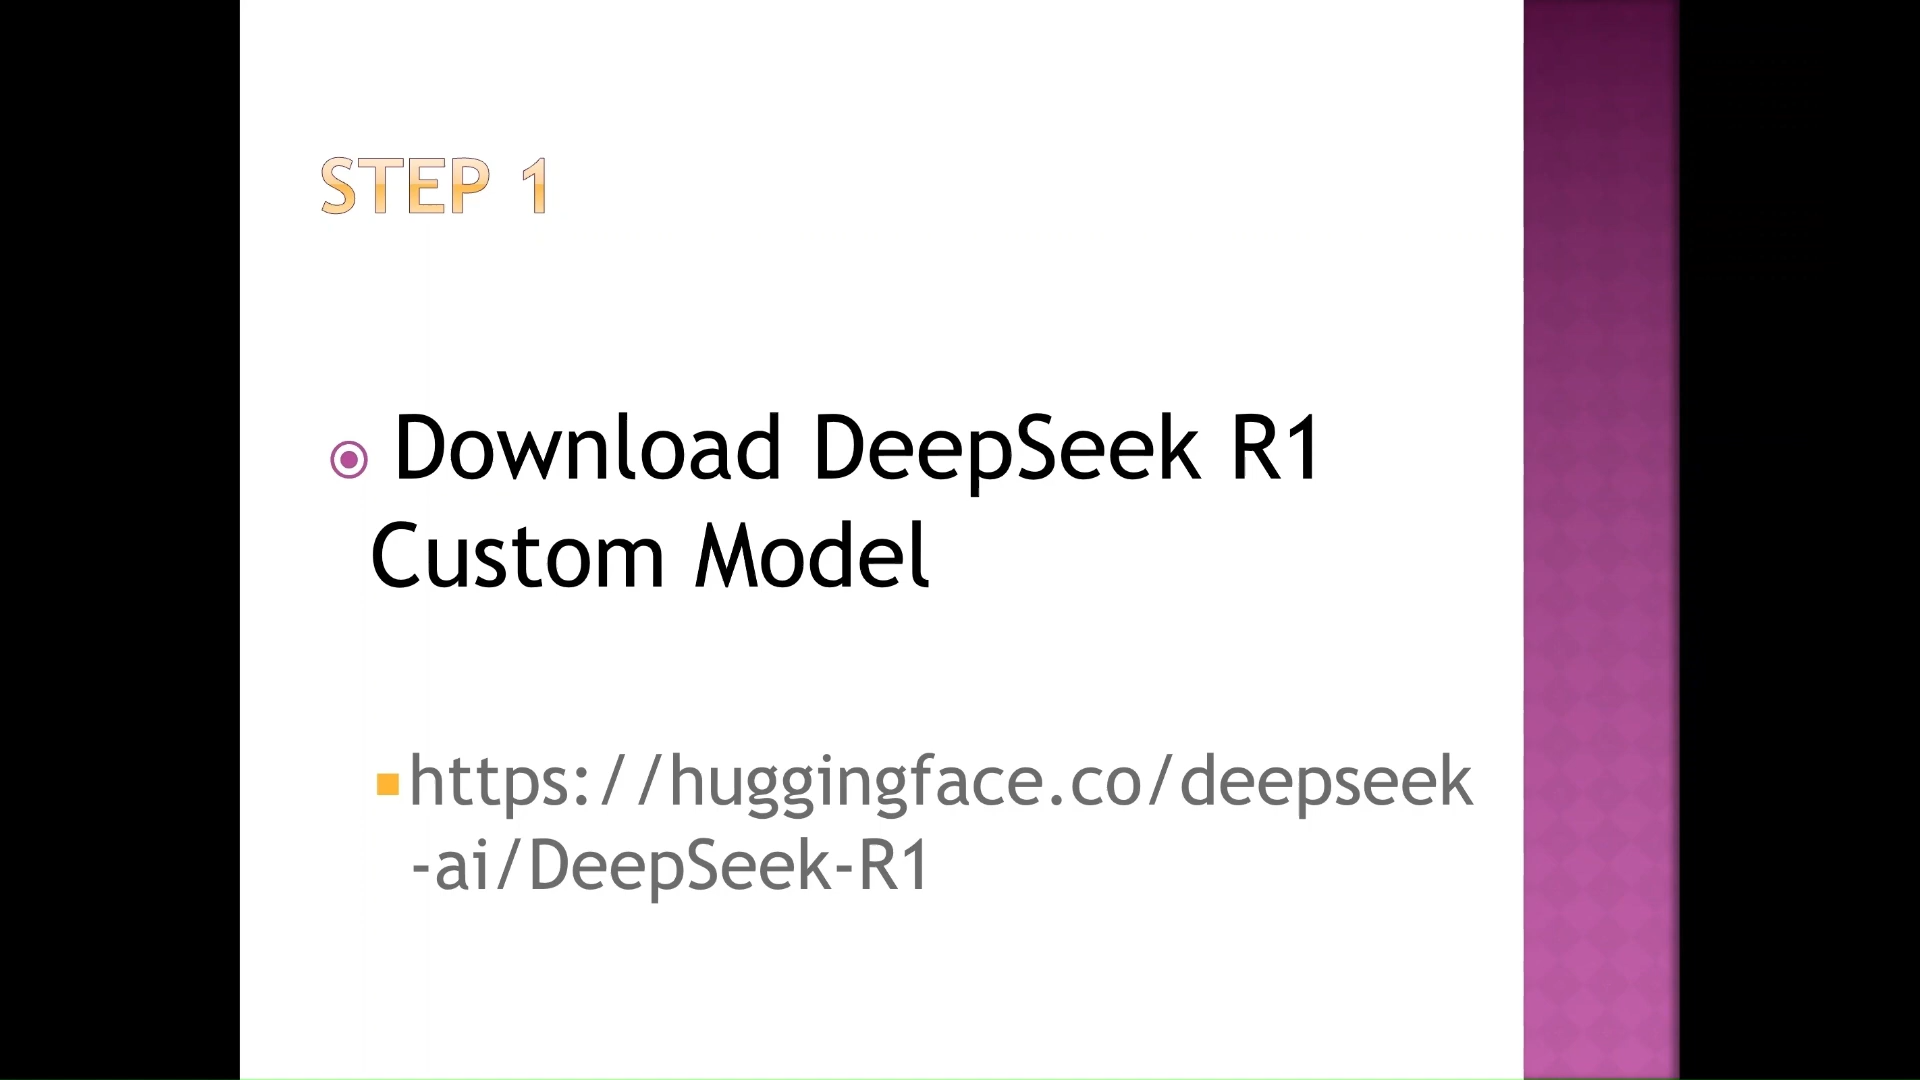 STEP 1
Download DeepSeek R1
Custom Model
https://huggingface.co/deepseek
-ai/DeepSeek-R1